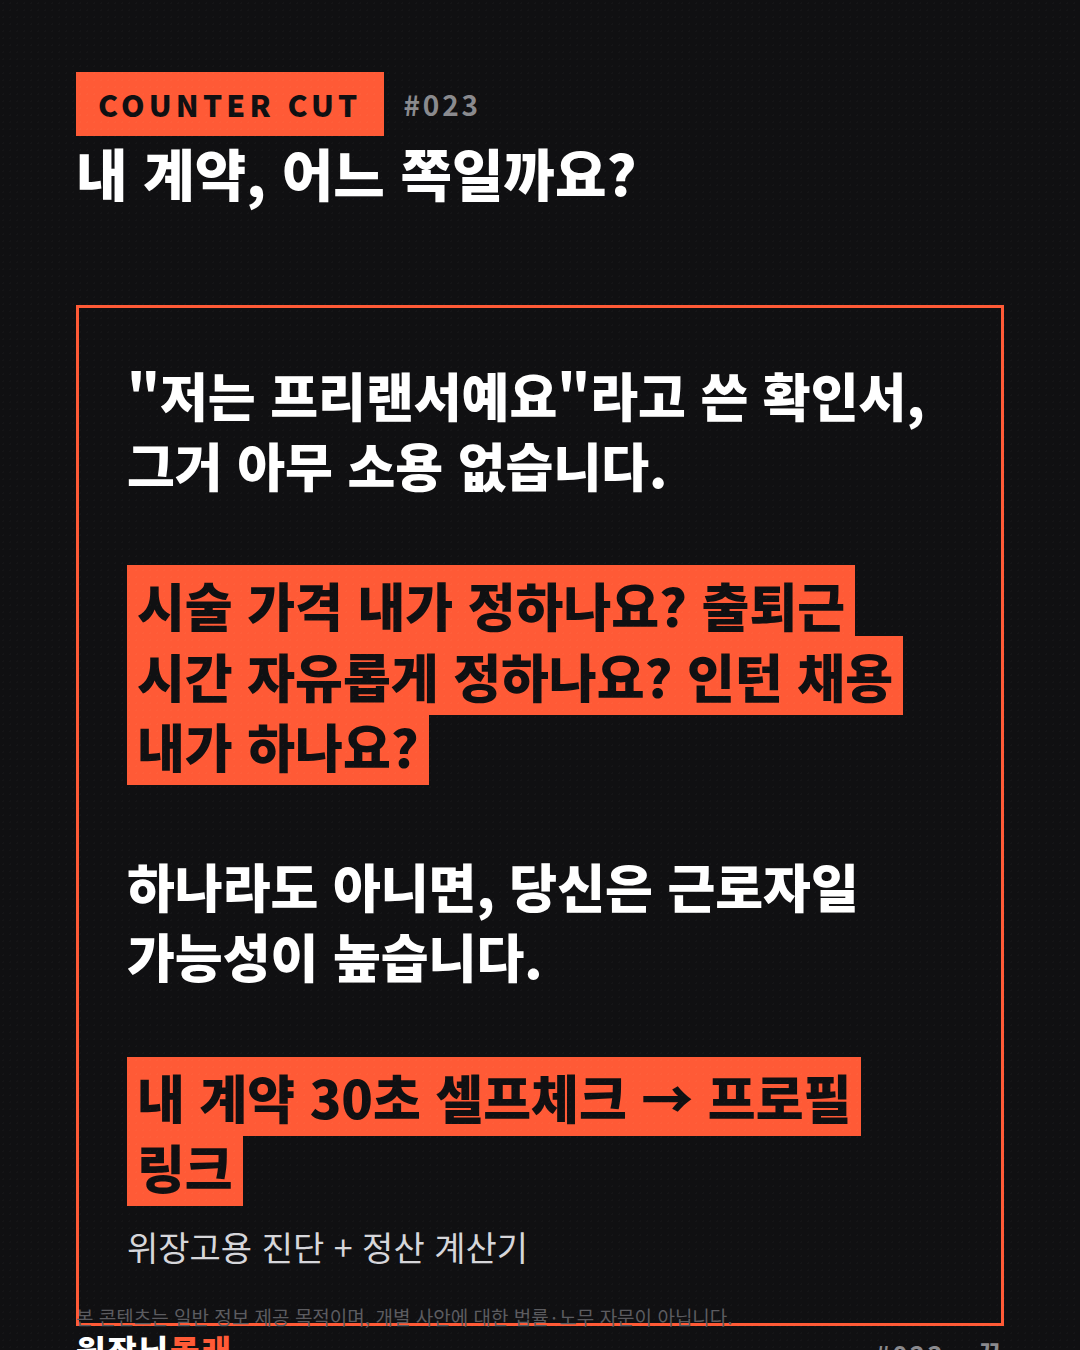 COUNTER CUT #023
내 계약, 어느 쪽일까요?
"저는 프리랜서예요"라고 쓴 확인서,
그거 아무 소용 없습니다.
시술 가격 내가 정하나요? 출퇴근
시간 자유롭게 정하나요? 인턴 채용
내가 하나요?
하나라도 아니면, 당신은 근로자일
가능성이 높습니다.
내 계약 30초 셀프체크 → 프로필
링크
위장고용 진단 + 정산 계산기
본 콘텐츠는 일반 정보 제공 목적이며, 개별 사안에 대한 법률·노무 자문이 아닙니다.